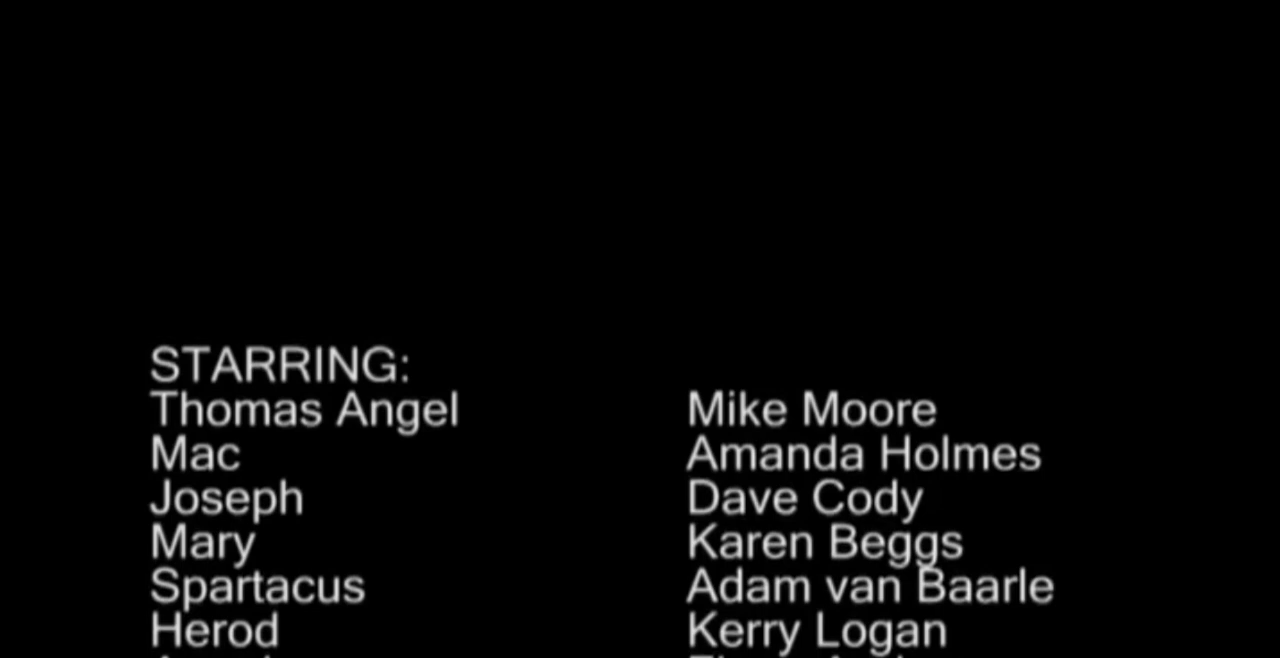 STARRING:
Thomas Angel Mike Moore
Mac Amanda Holmes
Joseph Dave Cody
Mary Karen Beggs
Spartacus Adam van Baarle
Herod Kerry Logan